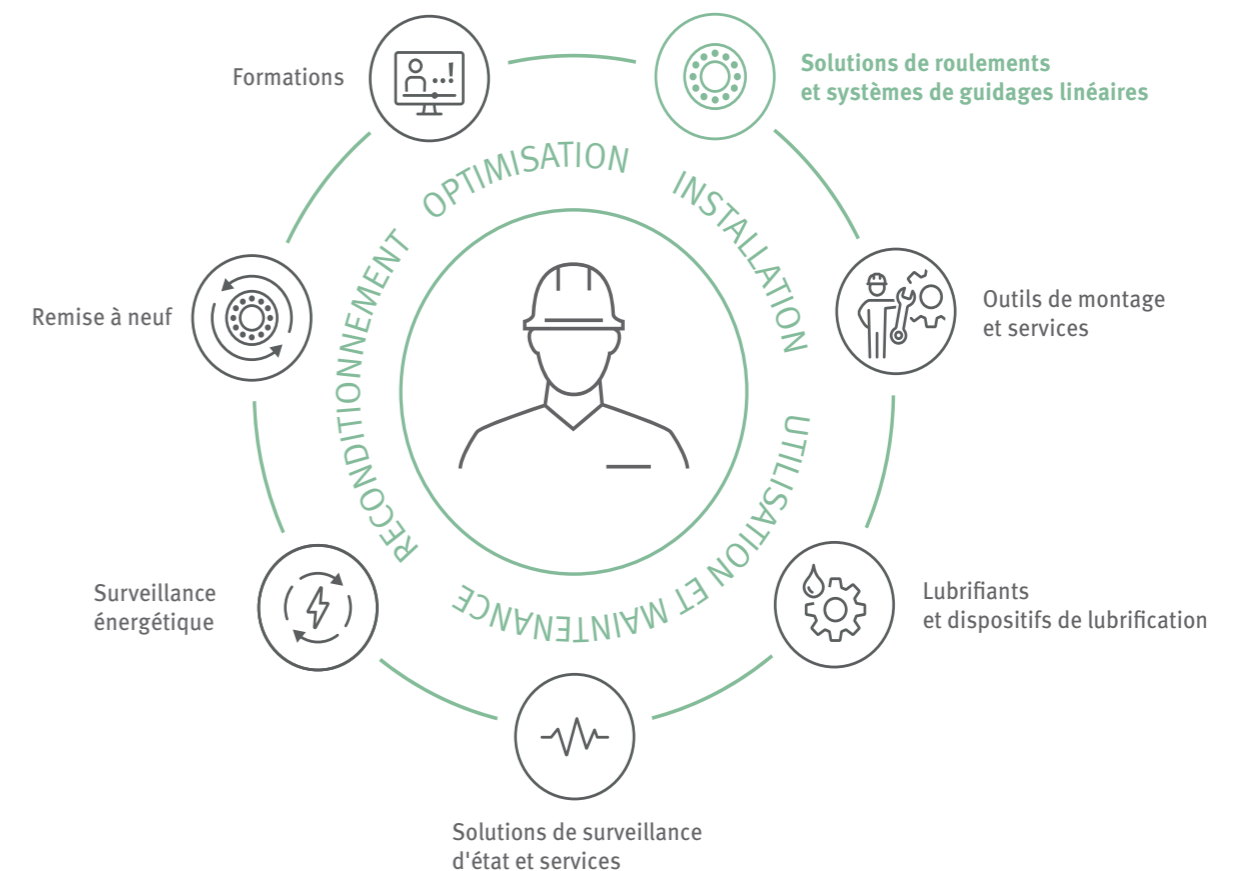 Formations
Solutions de roulements
et systèmes de guidages linéaires
OPTIMISATION
INSTALLATION
Outils de montage
et services
Remise à neuf
RECONDITIONNEMENT
UTILISATION ET MAINTENANCE
Surveillance
énergétique
Lubrifiants
et dispositifs de lubrification
Solutions de surveillance
d'état et services